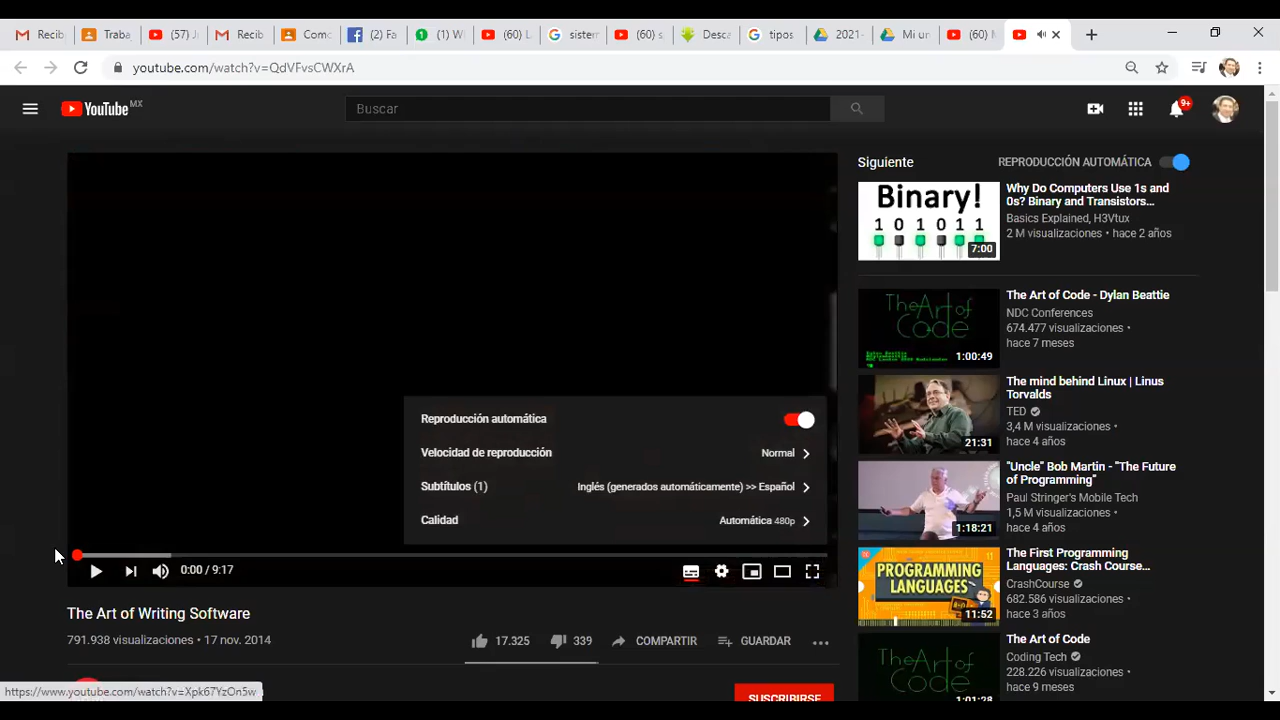 Recib
Traba
(57) J
Recib
Como
(2) Fa
(1) W
(60) L
sistem
(60) s
Desca
tipos
2021-
Mi un
(60) M
youtube.com/watch?v=QdVFvsCWXrA
YouTube MX
Buscar
9+
Siguiente
REPRODUCCIÓN AUTOMÁTICA
Binary!
1 0 1 0 1 1
7:00
Why Do Computers Use 1s and
0s? Binary and Transistors...
Basics Explained, H3Vtux
2 M visualizaciones • hace 2 años
The Art of
Code
1:00:49
The Art of Code - Dylan Beattie
NDC Conferences
674.477 visualizaciones •
hace 7 meses
21:31
The mind behind Linux | Linus
Torvalds
TED
3,4 M visualizaciones •
hace 4 años
1:18:21
"Uncle" Bob Martin - "The Future
of Programming"
Paul Stringer's Mobile Tech
1,5 M visualizaciones •
hace 4 años
PROGRAMMING
LANGUAGES
11:52
The First Programming
Languages: Crash Course...
CrashCourse
682.586 visualizaciones •
hace 3 años
The Art of
Code
1:01:28
The Art of Code
Coding Tech
228.226 visualizaciones •
hace 9 meses
Reproducción automática
Velocidad de reproducción Normal
Subtítulos (1) Inglés (generados automáticamente) >> Español
Calidad Automática 480p
0:00 / 9:17
The Art of Writing Software
791.938 visualizaciones • 17 nov. 2014
17.325
339
COMPARTIR
GUARDAR
SUSCRIBIRSE
https://www.youtube.com/watch?v=Xpk67YzOn5w